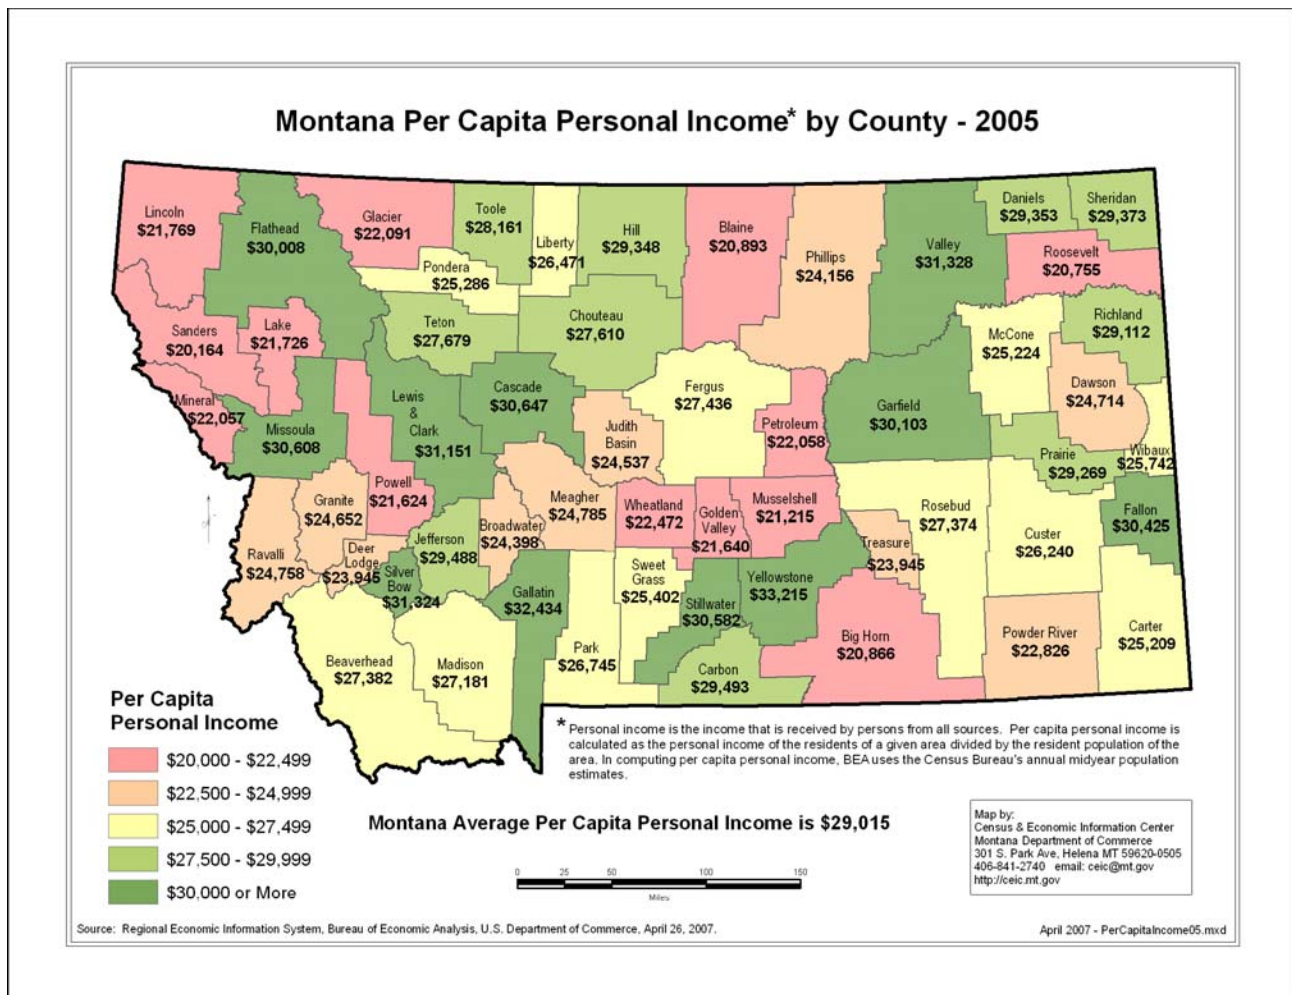 Montana Per Capita Personal Income* by County - 2005
Lincoln
$21,769
Flathead
$30,008
Glacier
$22,091
Toole
$28,161
Liberty
$26,471
Hill
$29,348
Blaine
$20,893
Phillips
$24,156
Valley
$31,328
Daniels
$29,353
Sheridan
$29,373
Roosevelt
$20,755
Pondera
$25,286
Teton
$27,679
Chouteau
$27,610
Richland
$29,112
McCone
$25,224
Sanders
$20,164
Lake
$21,726
Mineral
$22,057
Missoula
$30,608
Lewis
&
Clark
$31,151
Cascade
$30,647
Fergus
$27,436
Judith
Basin
$24,537
Petroleum
$22,058
Garfield
$30,103
Dawson
$24,714
Prairie
$29,269
Wibaux
$25,742
Powell
$21,624
Granite
$24,652
Ravalli
$24,758
Deer
Lodge
$23,945
Silver
Bow
$31,324
Jefferson
$29,488
Broadwater
$24,398
Meagher
$24,785
Wheatland
$22,472
Golden
Valley
$21,640
Musselshell
$21,215
Treasure
$23,945
Rosebud
$27,374
Custer
$26,240
Fallon
$30,425
Beaverhead
$27,382
Madison
$27,181
Gallatin
$32,434
Park
$26,745
Sweet
Grass
$25,402
Stillwater
$30,582
Yellowstone
$33,215
Carbon
$29,493
Big Horn
$20,866
Powder River
$22,826
Carter
$25,209
Per Capita
Personal Income
$20,000 - $22,499
$22,500 - $24,999
$25,000 - $27,499
$27,500 - $29,999
$30,000 or More
* Personal income is the income that is received by persons from all sources. Per capita personal income is
calculated as the personal income of the residents of a given area divided by the resident population of the
area. In computing per capita personal income, BEA uses the Census Bureau's annual midyear population
estimates.
Montana Average Per Capita Personal Income is $29,015
0 25 50 100 150
Miles
Map by:
Census & Economic Information Center
Montana Department of Commerce
301 S. Park Ave, Helena MT 59620-0505
406-841-2740 email: ceic@mt.gov
http://ceic.mt.gov
Source: Regional Economic Information System, Bureau of Economic Analysis, U.S. Department of Commerce, April 26, 2007.
April 2007 - PerCapitaIncome05.mxd